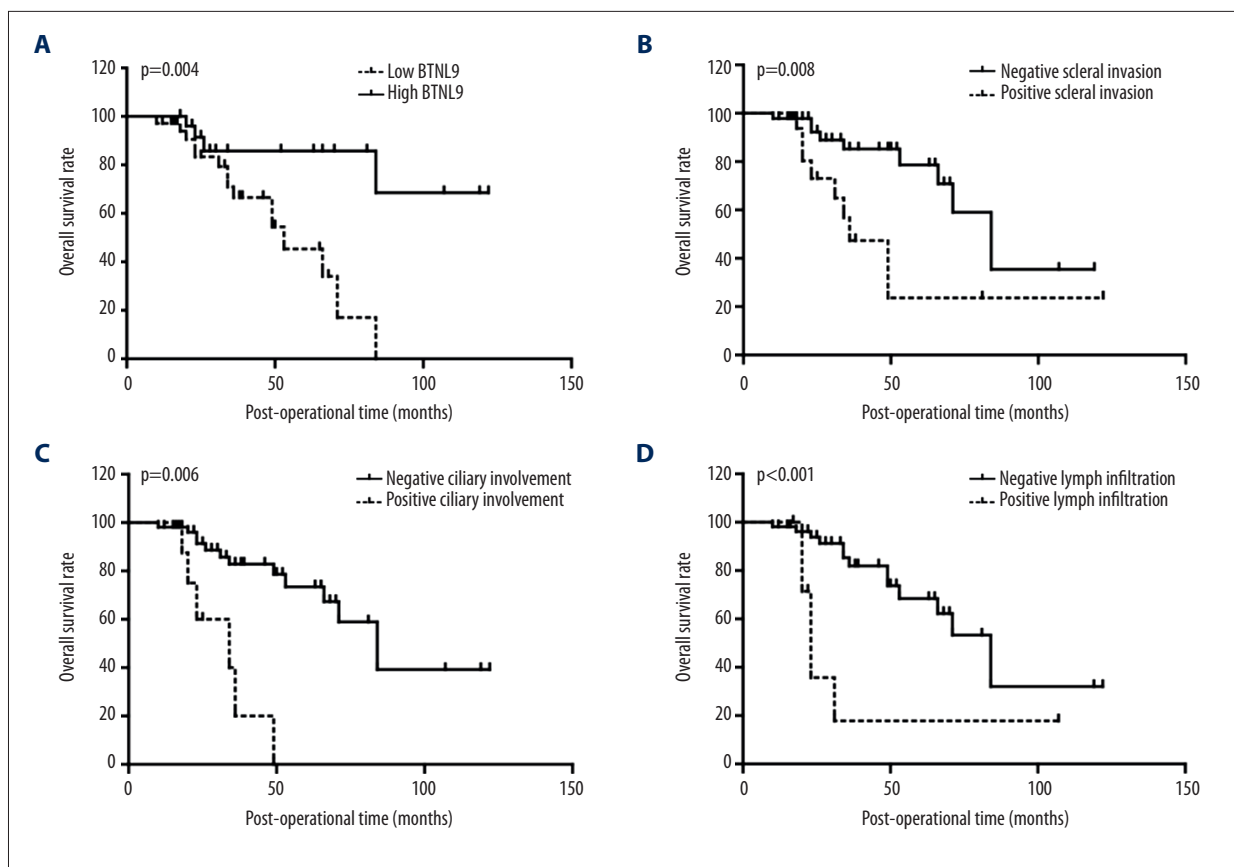 A
p=0.004
Low BTNL9
High BTNL9
120
100
80
60
40
20
0
Overall survival rate
0 50 100 150
Post-operational time (months)
B
p=0.008
Negative scleral invasion
Positive scleral invasion
120
100
80
60
40
20
0
Overall survival rate
0 50 100 150
Post-operational time (months)
C
p=0.006
Negative ciliary involvement
Positive ciliary involvement
120
100
80
60
40
20
0
Overall survival rate
0 50 100 150
Post-operational time (months)
D
p<0.001
Negative lymph infiltration
Positive lymph infiltration
120
100
80
60
40
20
0
Overall survival rate
0 50 100 150
Post-operational time (months)